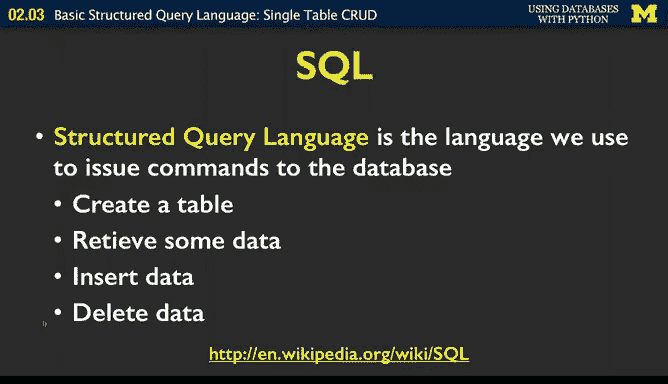 02.03 Basic Structured Query Language: Single Table CRUD
USING DATABASES
WITH PYTHON
M
SQL
• Structured Query Language is the language we use
to issue commands to the database
• Create a table
• Retieve some data
• Insert data
• Delete data
http://en.wikipedia.org/wiki/SQL